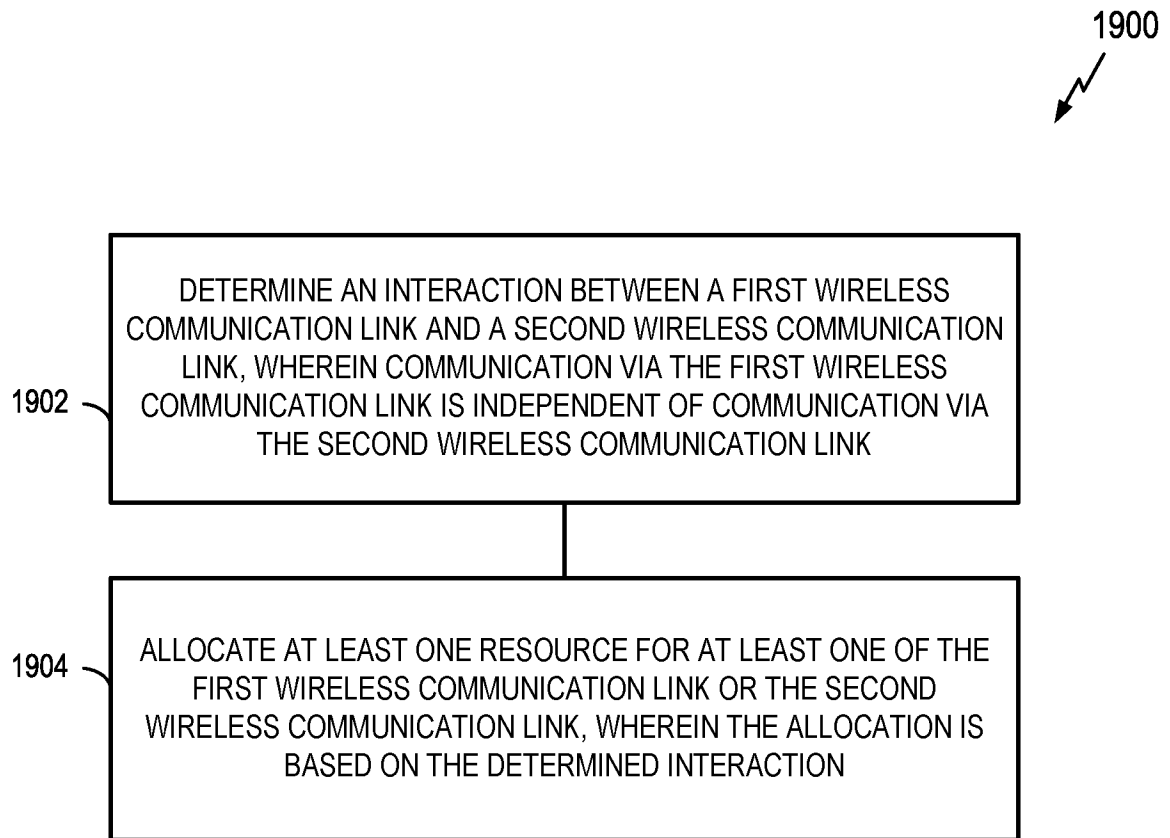 1900
DETERMINE AN INTERACTION BETWEEN A FIRST WIRELESS
COMMUNICATION LINK AND A SECOND WIRELESS COMMUNICATION
LINK, WHEREIN COMMUNICATION VIA THE FIRST WIRELESS
COMMUNICATION LINK IS INDEPENDENT OF COMMUNICATION VIA
THE SECOND WIRELESS COMMUNICATION LINK
1902
ALLOCATE AT LEAST ONE RESOURCE FOR AT LEAST ONE OF THE
FIRST WIRELESS COMMUNICATION LINK OR THE SECOND
WIRELESS COMMUNICATION LINK, WHEREIN THE ALLOCATION IS
BASED ON THE DETERMINED INTERACTION
1904